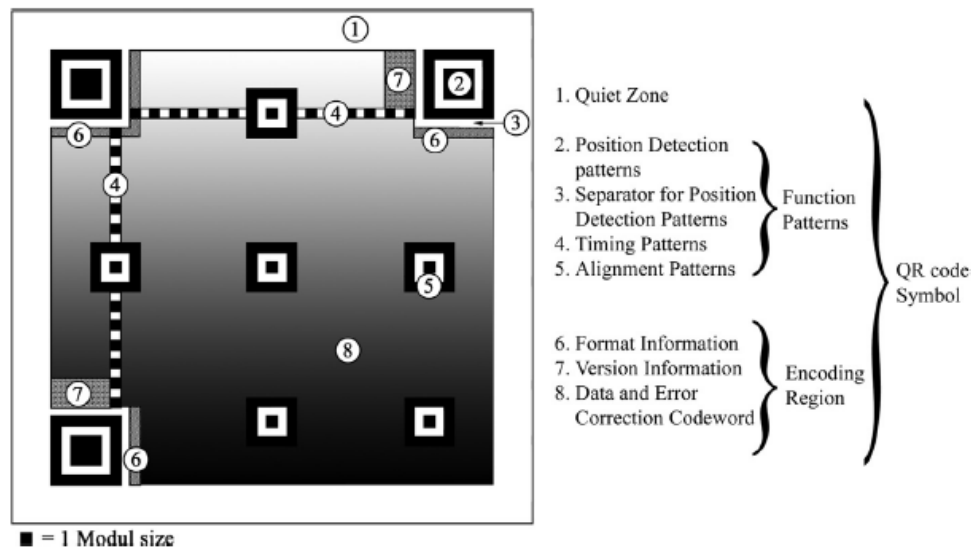 1
7
2
4
3
6
6
4
5
8
7
6
■ = 1 Modul size
1. Quiet Zone
2. Position Detection
patterns
3. Separator for Position
Detection Patterns
4. Timing Patterns
5. Alignment Patterns
Function
Patterns
6. Format Information
7. Version Information
8. Data and Error
Correction Codeword
Encoding
Region
QR code
Symbol